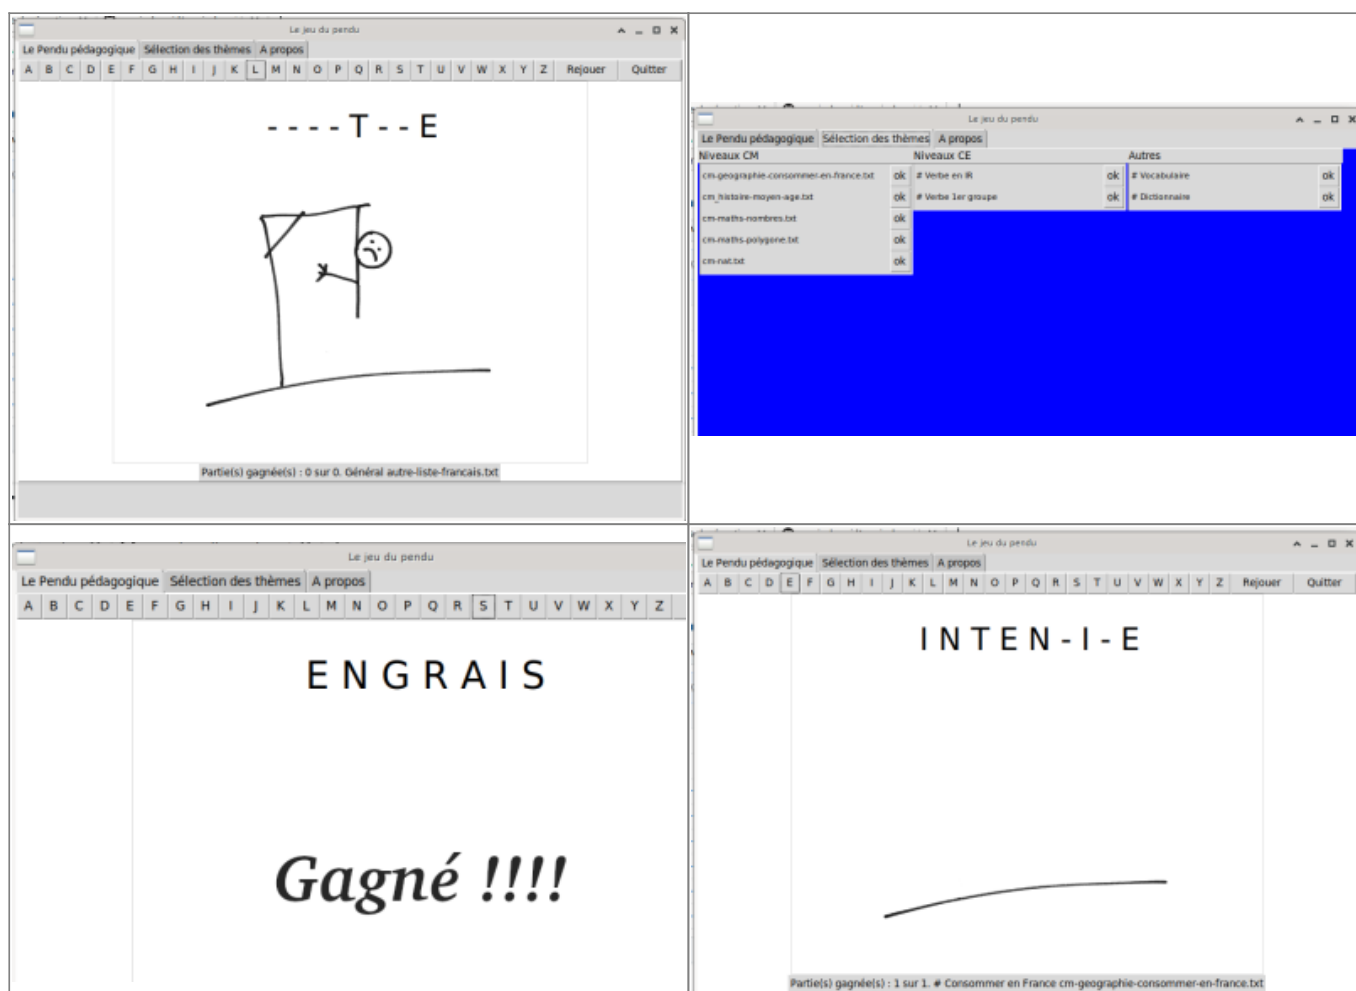 Le jeu du pendu
Le Pendu pédagogique Sélection des thèmes A propos
A B C D E F G H I J K L M N O P Q R S T U V W X Y Z Rejouer Quitter
- - - - T - - E
Partie(s) gagnée(s) : 0 sur 0. Général autre-liste-francais.txt
Le jeu du pendu
Le Pendu pédagogique Sélection des thèmes A propos
Niveaux CM Niveaux CE Autres
cm-geographie-consommer-en-france.txt ok # Verbe en IR ok # Vocabulaire ok
cm_histoire-moyen-age.txt ok # Verbe 1er groupe ok # Dictionnaire ok
cm-maths-nombres.txt ok
cm-maths-polygone.txt ok
cm-nat.txt ok
Le jeu du pendu
Le Pendu pédagogique Sélection des thèmes A propos
A B C D E F G H I J K L M N O P Q R S T U V W X Y Z
E N G R A I S
Gagné !!!!
Le jeu du pendu
Le Pendu pédagogique Sélection des thèmes A propos
A B C D E F G H I J K L M N O P Q R S T U V W X Y Z Rejouer Quitter
I N T E N - I - E
Partie(s) gagnée(s) : 1 sur 1. # Consommer en France cm-geographie-consommer-en-france.txt